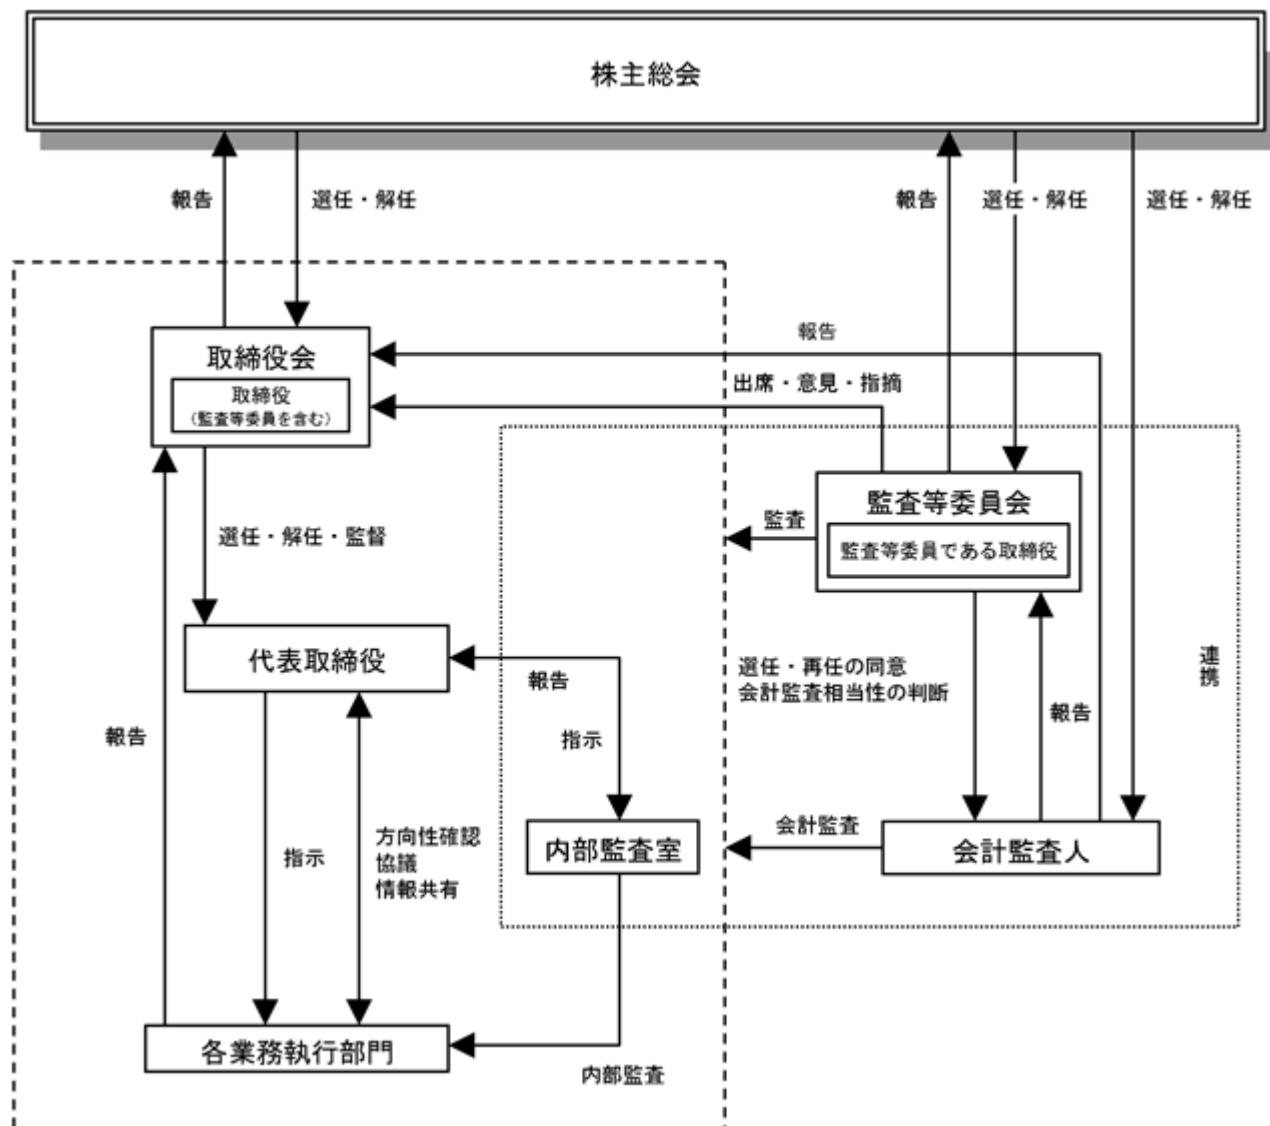 株主総会
報告
選任・解任
報告
選任・解任
選任・解任
報告
取締役会
取締役
（監査等委員を含む）
出席・意見・指摘
監査等委員会
監査等委員である取締役
監査
選任・解任・監督
代表取締役
報告
選任・再任の同意
会計監査相当性の判断
連携
報告
報告
指示
会計監査
方向性確認
協議
情報共有
指示
内部監査室
会計監査人
各業務執行部門
内部監査